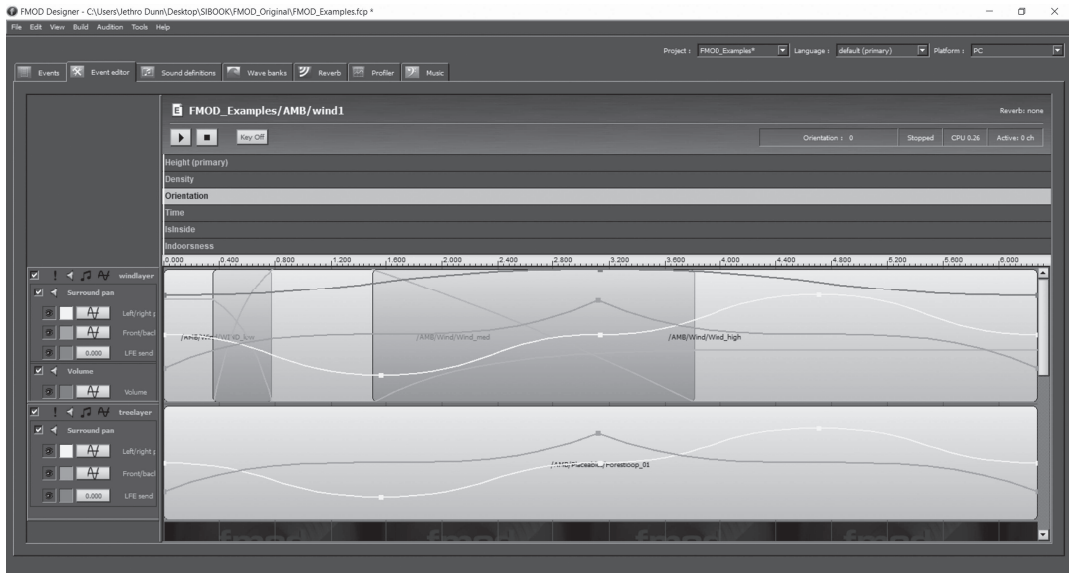 FMOD Designer - C:\Users\Jethro Dunn\Desktop\SIBOOK\FMOD_Original\FMOD_Examples.fcp *
File Edit View Build Audition Tools Help
Project : FMOD_Examples* Language : default (primary) Platform : PC
Events Event editor Sound definitions Wave banks Reverb Profiler Music
E FMOD_Examples/AMB/wind1 Reverb: none
Key Off Orientation : 0 Stopped CPU 0.26 Active: 0 ch
Height (primary)
Density
Orientation
Time
IsInside
Indoorsness
0.000 0.400 0.800 1.200 1.600 2.000 2.400 2.800 3.200 3.600 4.000 4.400 4.800 5.200 5.600 6.000
windlayer
Surround pan
Left/right p
Front/bacl
/AMB/Wind/Wind_med /AMB/Wind/Wind_high
0.000 LFE send
Volume
Volume
treelayer
Surround pan
Left/right p
Front/bacl
0.000 LFE send
fmod fmod fmod fmod